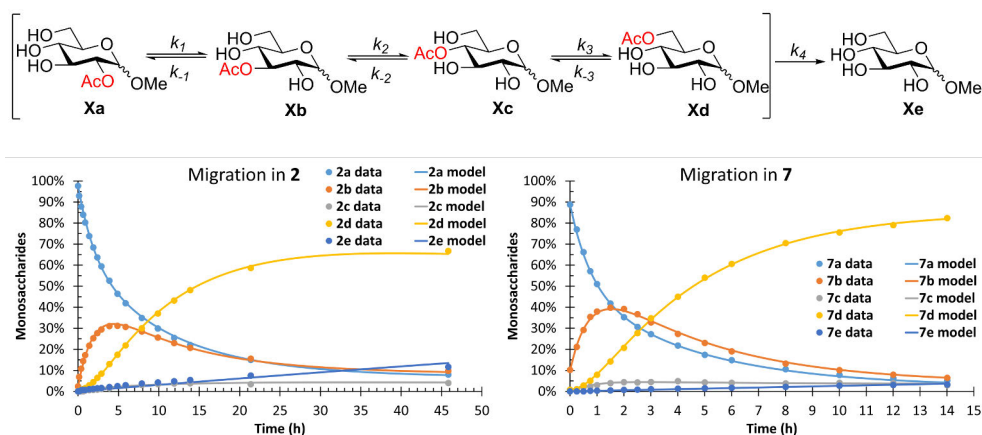 k1 k2 k3 k4
k-1 k-2 k-3
HO HO HO AcO OMe
HO HO AcO HO OMe
HO AcO HO HO OMe
AcO HO HO HO OMe
HO HO HO HO OMe
O O O O O
Xa Xb Xc Xd Xe
Migration in 2
2a data 2a model
2b data 2b model
2c data 2c model
2d data 2d model
2e data 2e model
Monosaccharides
100%
90%
80%
70%
60%
50%
40%
30%
20%
10%
0%
0 5 10 15 20 25 30 35 40 45 50
Time (h)
Migration in 7
7a data 7a model
7b data 7b model
7c data 7c model
7d data 7d model
7e data 7e model
Monosaccharides
100%
90%
80%
70%
60%
50%
40%
30%
20%
10%
0%
0 1 2 3 4 5 6 7 8 9 10 11 12 13 14 15
Time (h)